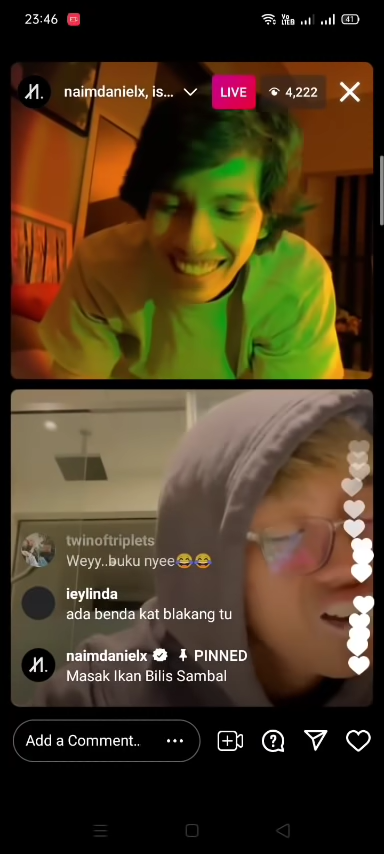 23:46
41
naimdanielx, is...
LIVE
4,222
twinoftriplets
Weyy..buku nyee😂😂
ieylinda
ada benda kat blakang tu
naimdanielx PINNED
Masak Ikan Bilis Sambal
Add a Comment..